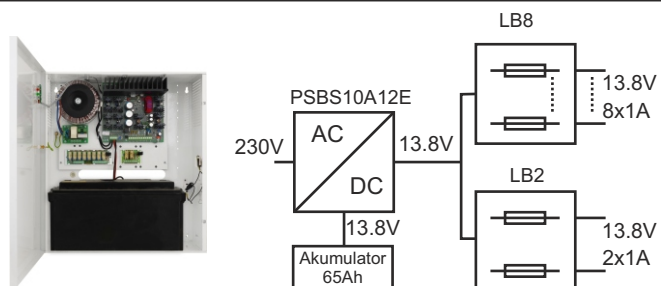 LB8
PSBS10A12E
230V
AC
DC
13.8V
13.8V
8x1A
LB2
13.8V
2x1A
13.8V
Akumulator
65Ah